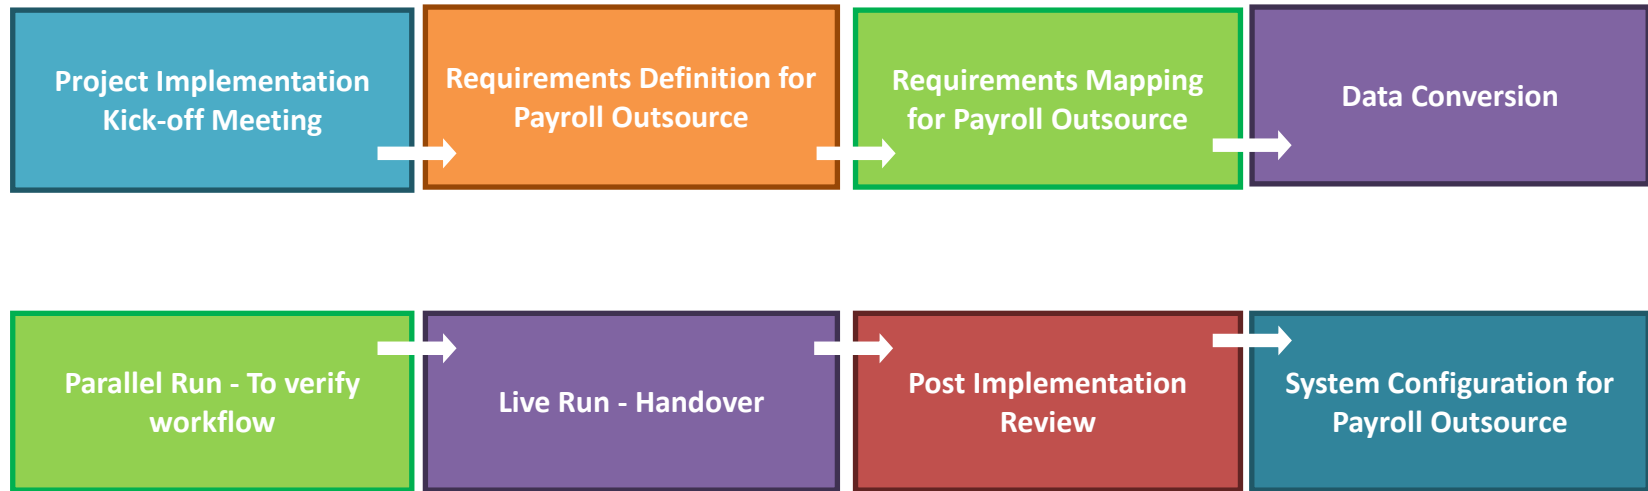 Project Implementation
Kick-off Meeting
Requirements Definition for
Payroll Outsource
Requirements Mapping
for Payroll Outsource
Data Conversion
Parallel Run - To verify
workflow
Live Run - Handover
Post Implementation
Review
System Configuration for
Payroll Outsource